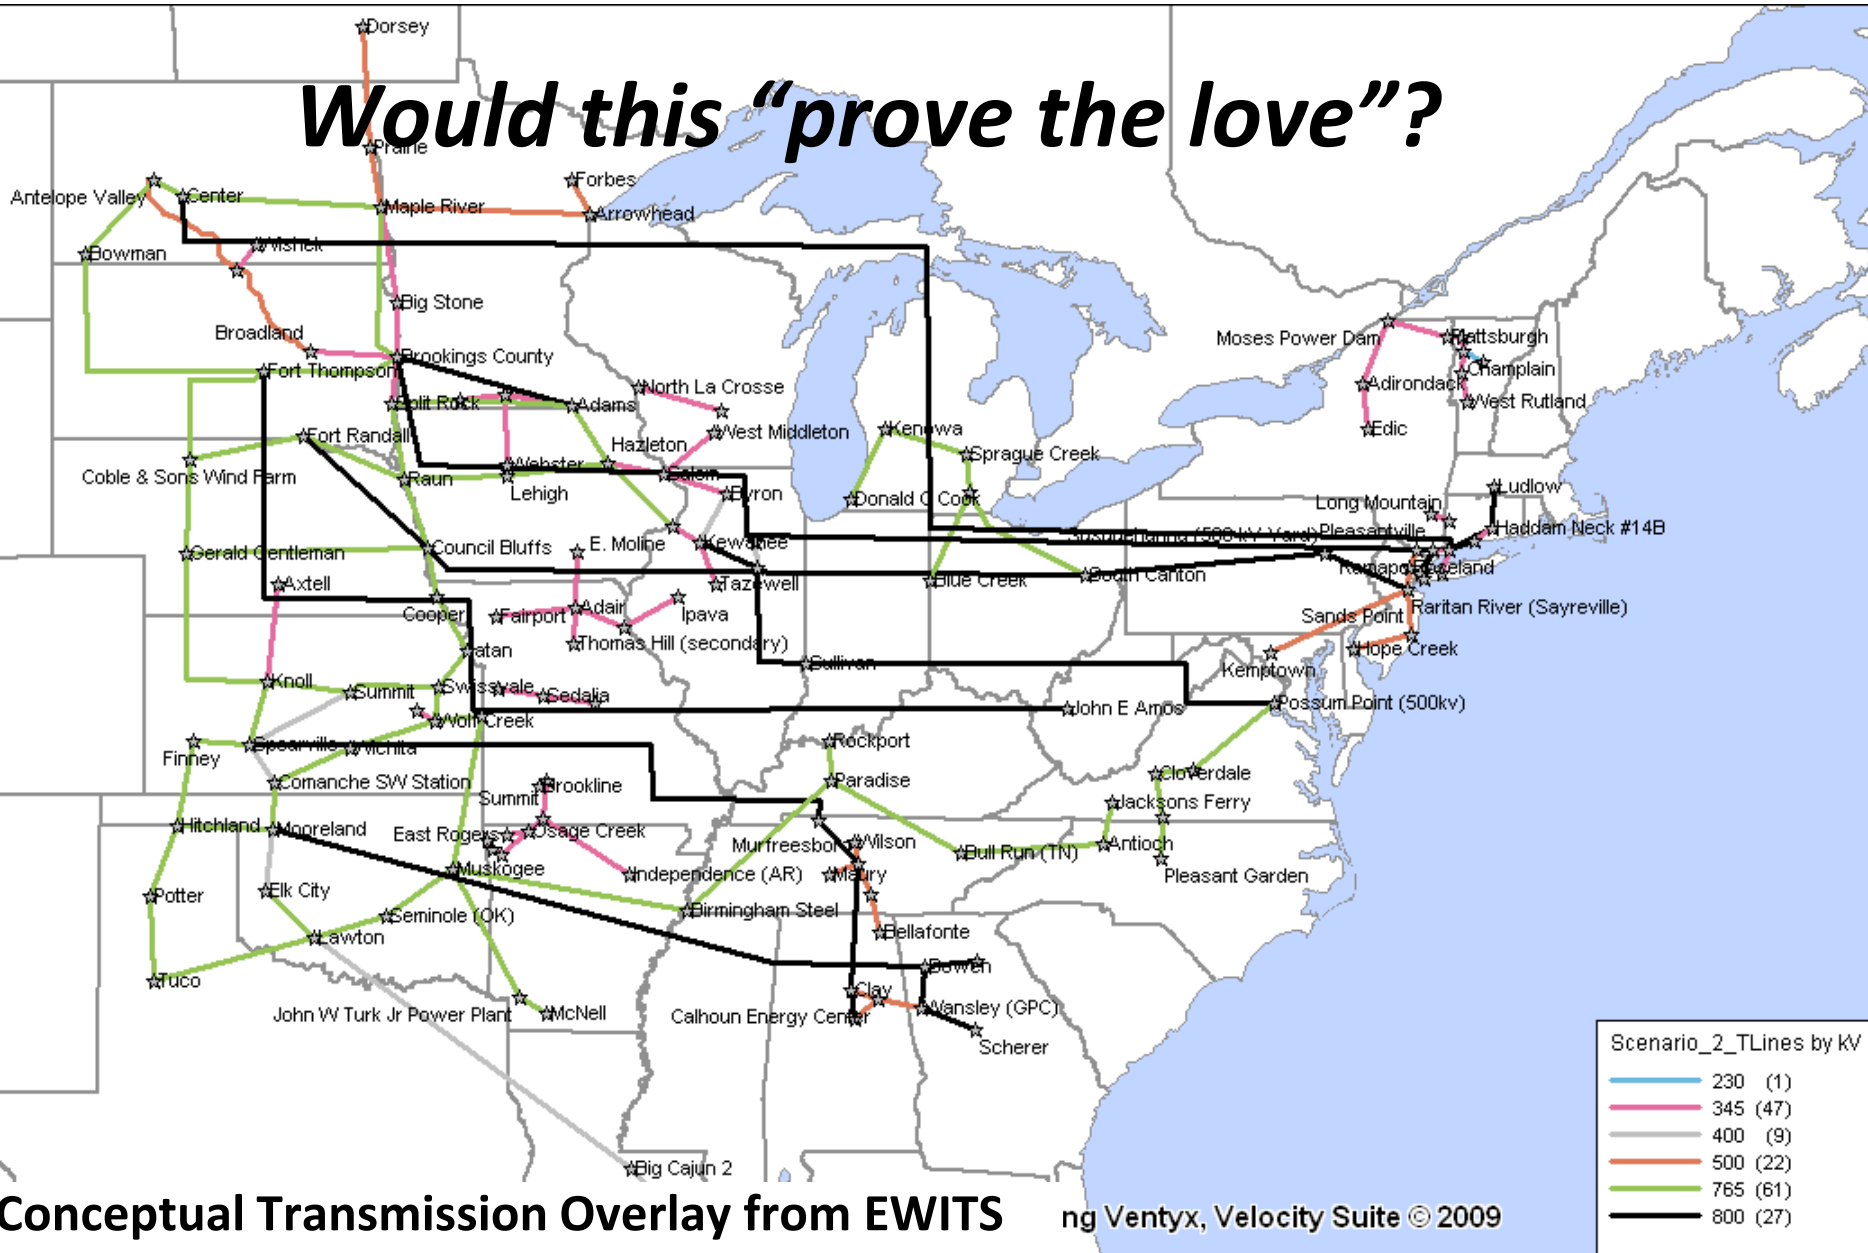 Dorsey
Would this “prove the love”?
Prairie
Forbes
Antelope Valley
Center
Maple River
Arrowhead
Wishek
Bowman
Big Stone
Broadland
Moses Power Dam
Plattsburgh
Brookings County
Fort Thompson
Champlain
Adirondack
North La Crosse
Split Rock
Adams
West Rutland
Kenowa
Edic
Fort Randall
Hazleton
West Middleton
Sprague Creek
Coble & Sons Wind Farm
Webster
Salem
Raun
Lehigh
Byron
Donald C Cook
Ludlow
Long Mountain
Susquehanna (500 kV Yard)
Pleasantville
Haddam Neck #14B
Gerald Gentleman
Council Bluffs
E. Moline
Kewanee
Ramapo
Roseland
Axtell
Tazewell
Blue Creek
South Canton
Cooper
Fairport
Adair
Ipava
Sands Point
Raritan River (Sayreville)
Thomas Hill (secondary)
Iatan
Sullivan
Kemptown
Hope Creek
Knoll
Summit
Swissvale
Sedalia
Wolf Creek
John E Amos
Possum Point (500kv)
Finney
Spearville
Wichita
Rockport
Comanche SW Station
Summit
Brookline
Paradise
Cloverdale
Jacksons Ferry
Hitchland
Mooreland
East Rogers
Osage Creek
Murfreesboro
Wilson
Bull Run (TN)
Antioch
Muskogee
Independence (AR)
Maury
Pleasant Garden
Potter
Elk City
Seminole (OK)
Birmingham Steel
Bellafonte
Lawton
Tuco
Bowen
Clay
John W Turk Jr Power Plant
McNell
Calhoun Energy Center
Wansley (GPC)
Scherer
Scenario_2_TLines by kV
230 (1)
345 (47)
400 (9)
500 (22)
765 (61)
800 (27)
Big Cajun 2
Conceptual Transmission Overlay from EWITS
ng Ventyx, Velocity Suite © 2009